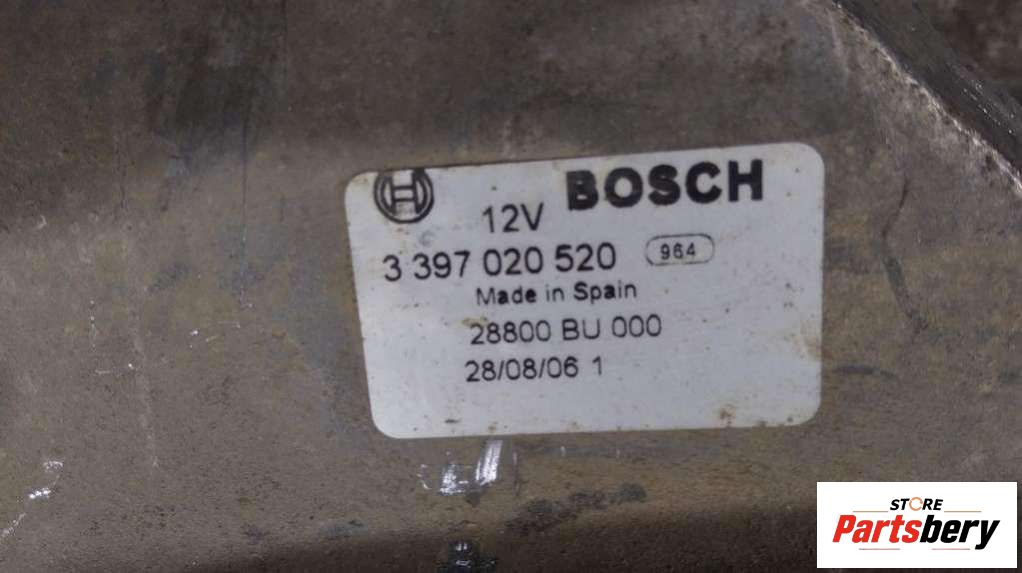 BOSCH
12V
3 397 020 520 964
Made in Spain
28800 BU 000
28/08/06 1
STORE
Partsbery